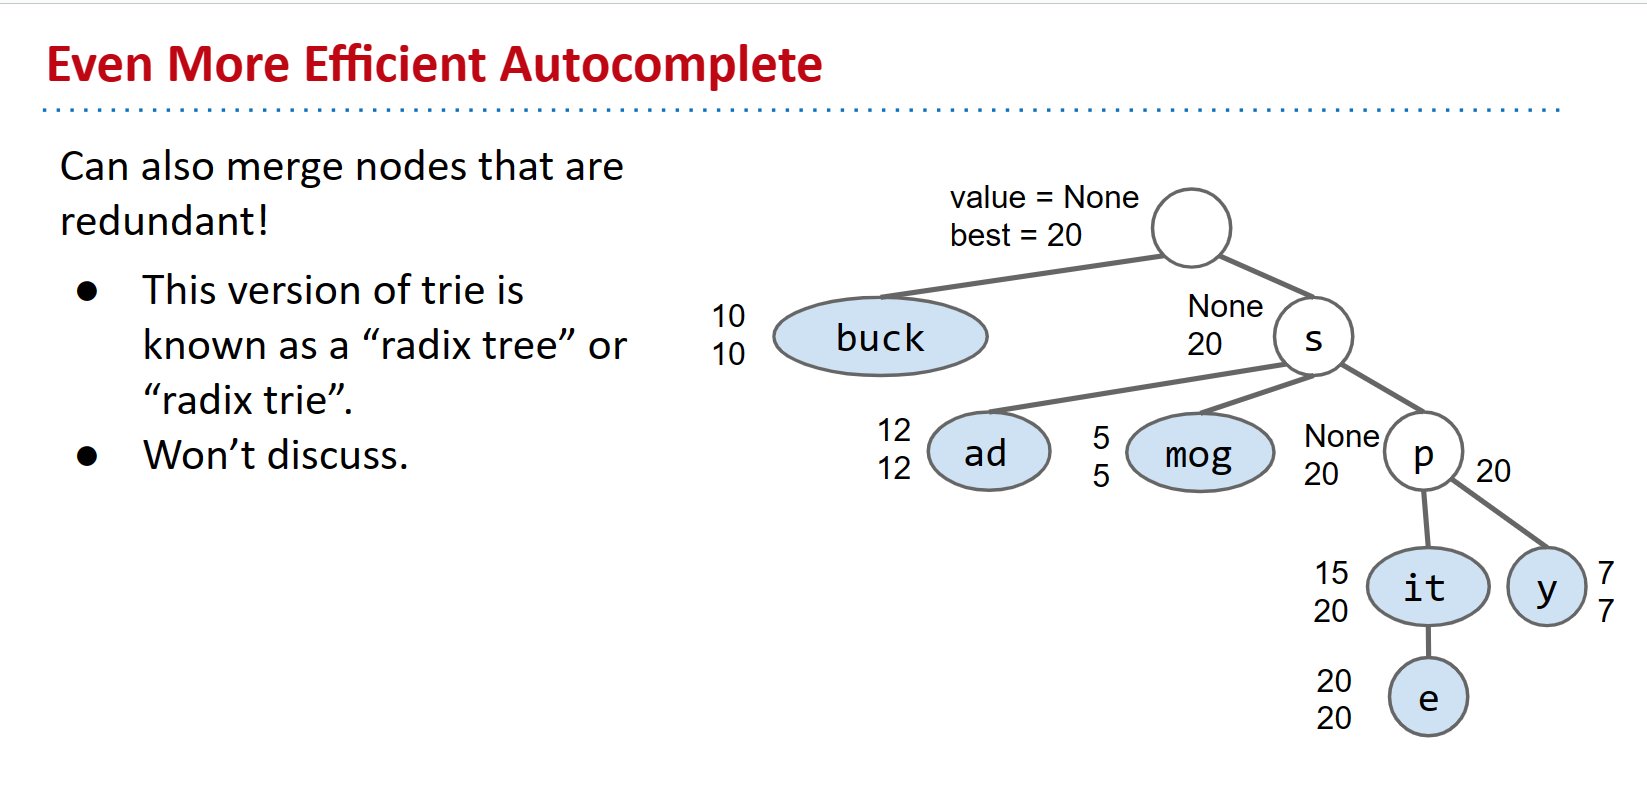 Even More Efficient Autocomplete
Can also merge nodes that are
redundant!
● This version of trie is
known as a “radix tree” or
“radix trie”.
● Won’t discuss.
value = None
best = 20
10
10
buck
None
20
s
12
12
ad
5
5
mog
None
20
p
20
15
20
it
y
7
7
20
20
e